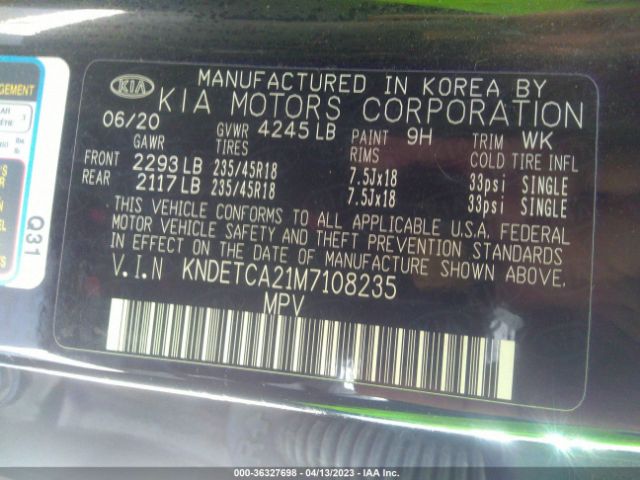 KIA
MANUFACTURED IN KOREA BY
KIA MOTORS CORPORATION
06/20 GVWR 4245 LB PAINT 9H TRIM WK
GAWR TIRES RIMS COLD TIRE INFL
FRONT 2293 LB 235/45R18 7.5Jx18 33psi SINGLE
REAR 2117 LB 235/45R18 7.5Jx18 33psi SINGLE
THIS VEHICLE CONFORMS TO ALL APPLICABLE U.S.A. FEDERAL
MOTOR VEHICLE SAFETY AND THEFT PREVENTION STANDARDS
IN EFFECT ON THE DATE OF MANUFACTURE SHOWN ABOVE.
V.I.N KNDETCA21M7108235
MPV
Q31
000-36327698 - 04/13/2023 - IAA Inc.